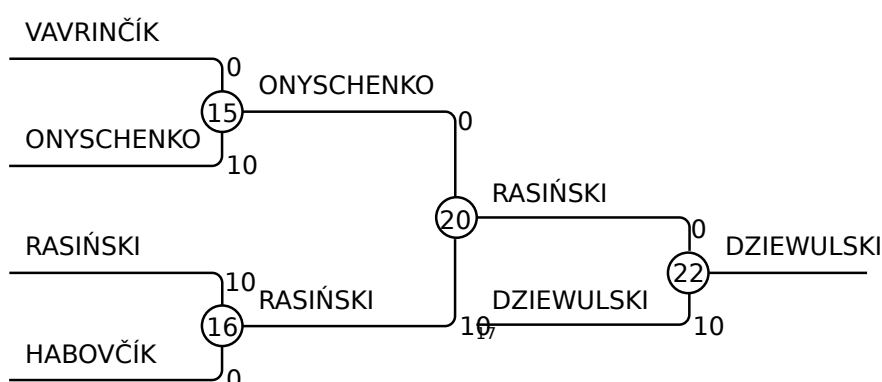 VAVRINČÍK
0
ONYSCHENKO
15
0
ONYSCHENKO
10
20
RASIŃSKI
0
RASIŃSKI
DZIEWULSKI
22
10
RASIŃSKI
DZIEWULSKI
16
10
17
10
HABOVČÍK
0